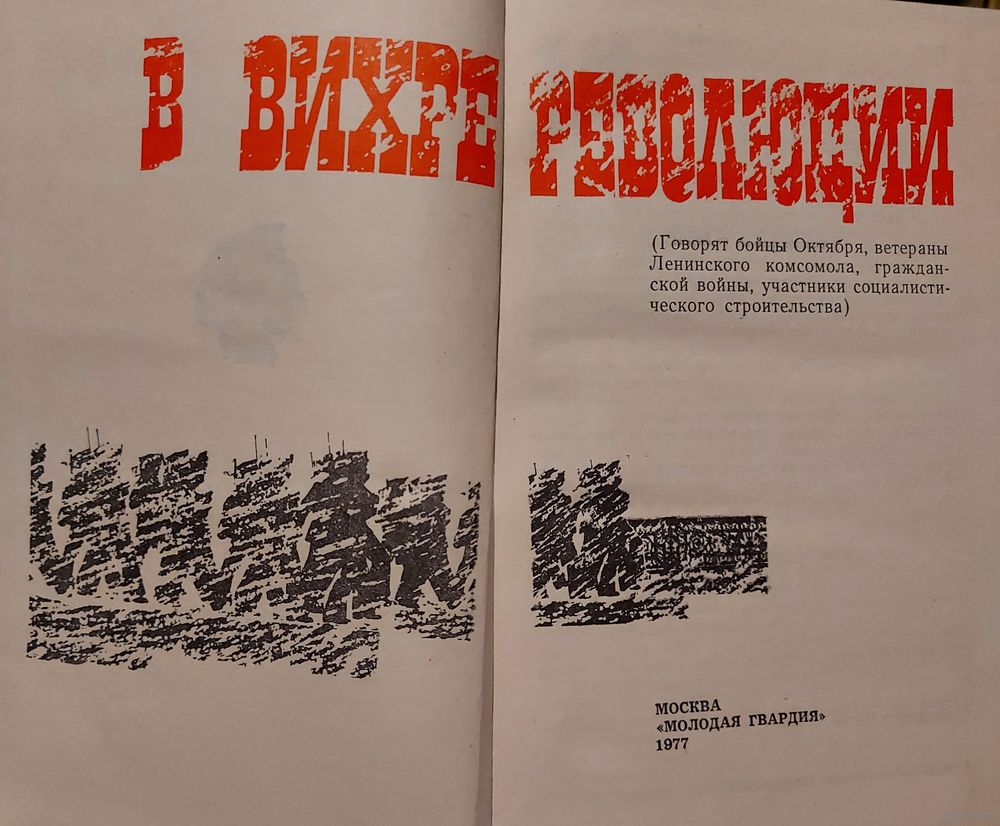 В ВИХРЕ РЕВОЛЮЦИИ
(Говорят бойцы Октября, ветераны
Ленинского комсомола, граждан-
ской войны, участники социалисти-
ческого строительства)
МОСКВА
«МОЛОДАЯ ГВАРДИЯ»
1977